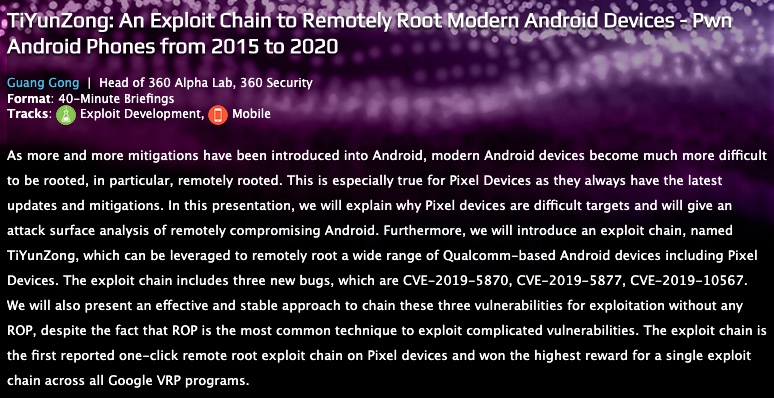 TiYunZong: An Exploit Chain to Remotely Root Modern Android Devices - Pwn
Android Phones from 2015 to 2020
Guang Gong | Head of 360 Alpha Lab, 360 Security
Format: 40-Minute Briefings
Tracks: Exploit Development, Mobile
As more and more mitigations have been introduced into Android, modern Android devices become much more difficult
to be rooted, in particular, remotely rooted. This is especially true for Pixel Devices as they always have the latest
updates and mitigations. In this presentation, we will explain why Pixel devices are difficult targets and will give an
attack surface analysis of remotely compromising Android. Furthermore, we will introduce an exploit chain, named
TiYunZong, which can be leveraged to remotely root a wide range of Qualcomm-based Android devices including Pixel
Devices. The exploit chain includes three new bugs, which are CVE-2019-5870, CVE-2019-5877, CVE-2019-10567.
We will also present an effective and stable approach to chain these three vulnerabilities for exploitation without any
ROP, despite the fact that ROP is the most common technique to exploit complicated vulnerabilities. The exploit chain is
the first reported one-click remote root exploit chain on Pixel devices and won the highest reward for a single exploit
chain across all Google VRP programs.